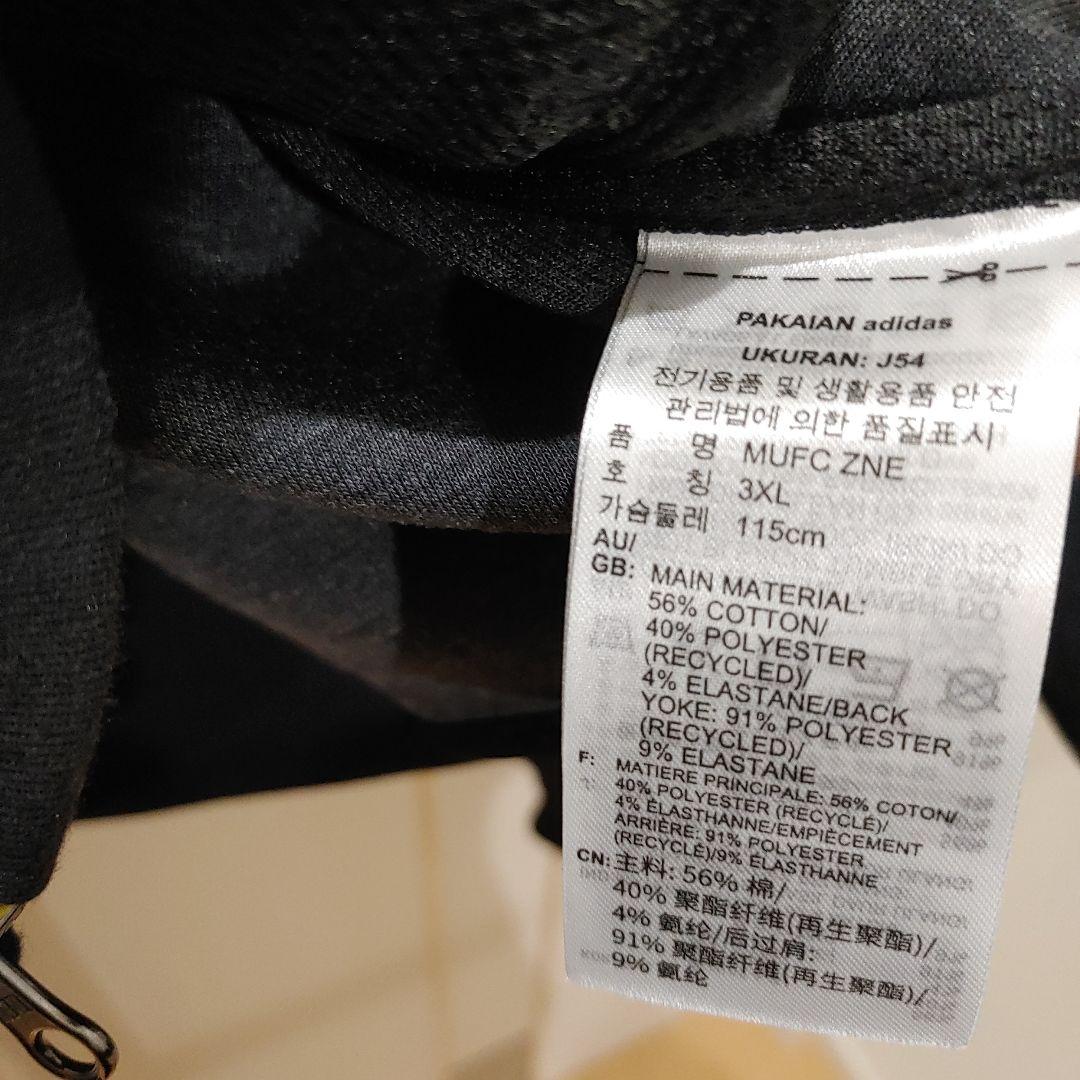 PAKAIAN adidas
UKURAN: J54
전기용품 및 생활용품 안전
관리법에 의한 품질표시
품 명 MUFC ZNE
호 칭 3XL
가슴둘레 115cm
AU/
GB: MAIN MATERIAL:
56% COTTON/
40% POLYESTER
(RECYCLED)/
4% ELASTANE/BACK
YOKE: 91% POLYESTER
(RECYCLED)/
9% ELASTANE
F: MATIERE PRINCIPALE: 56% COTON/
40% POLYESTER (RECYCLÉ)/
4% ÉLASTHANNE/EMPIÈCEMENT
ARRIÈRE: 91% POLYESTER
(RECYCLÉ)/9% ÉLASTHANNE
CN: 主料: 56% 棉/
40% 聚酯纤维(再生聚酯)/
4% 氨纶/后过肩:
91% 聚酯纤维(再生聚酯)/
9% 氨纶